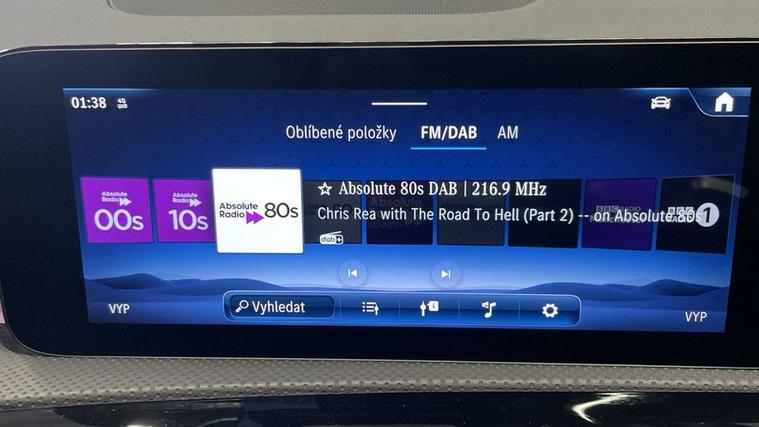 01:38 4G
Oblíbené položky FM/DAB AM
Absolute Radio 00s
Absolute Radio 10s
Absolute Radio 80s
☆ Absolute 80s DAB | 216.9 MHz
Chris Rea with The Road To Hell (Part 2) -- on Absolute 80s
dab+
VYP
Vyhledat
VYP